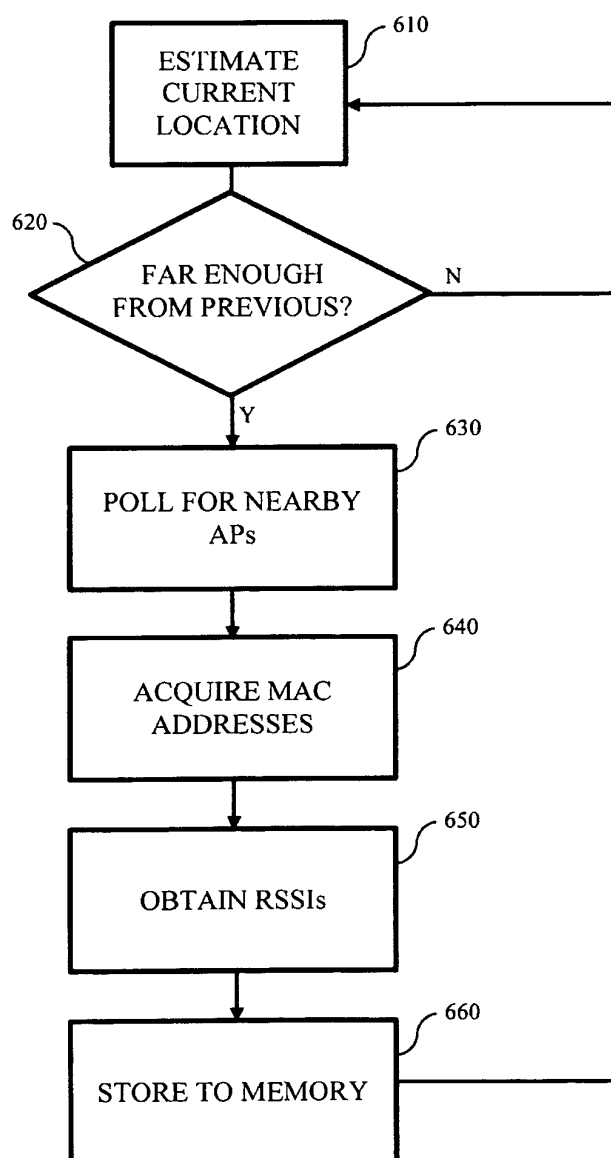 610
ESTIMATE
CURRENT
LOCATION
620
FAR ENOUGH
FROM PREVIOUS?
N
Y
630
POLL FOR NEARBY
APs
640
ACQUIRE MAC
ADDRESSES
650
OBTAIN RSSIs
660
STORE TO MEMORY